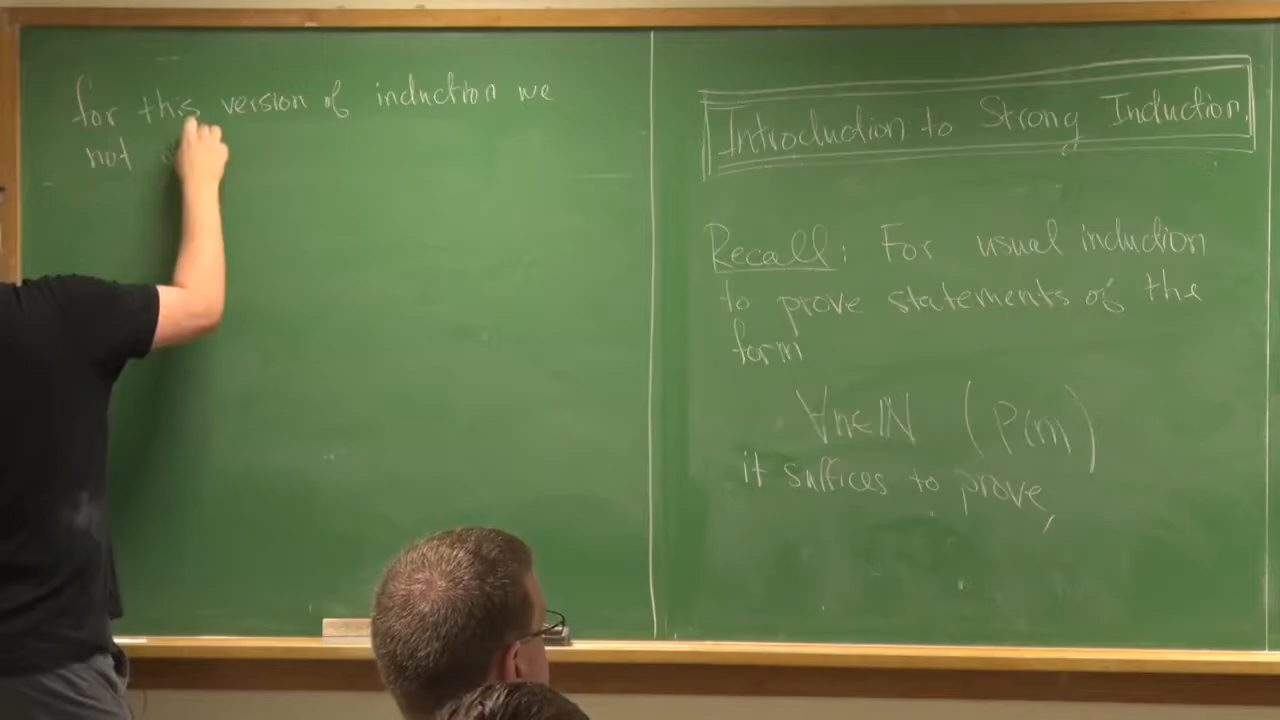 for this version of induction we
not
Introduction to Strong Induction.
Recall: For usual induction
to prove statements of the
form
∀n∈ℕ (P(n))
it suffices to prove,